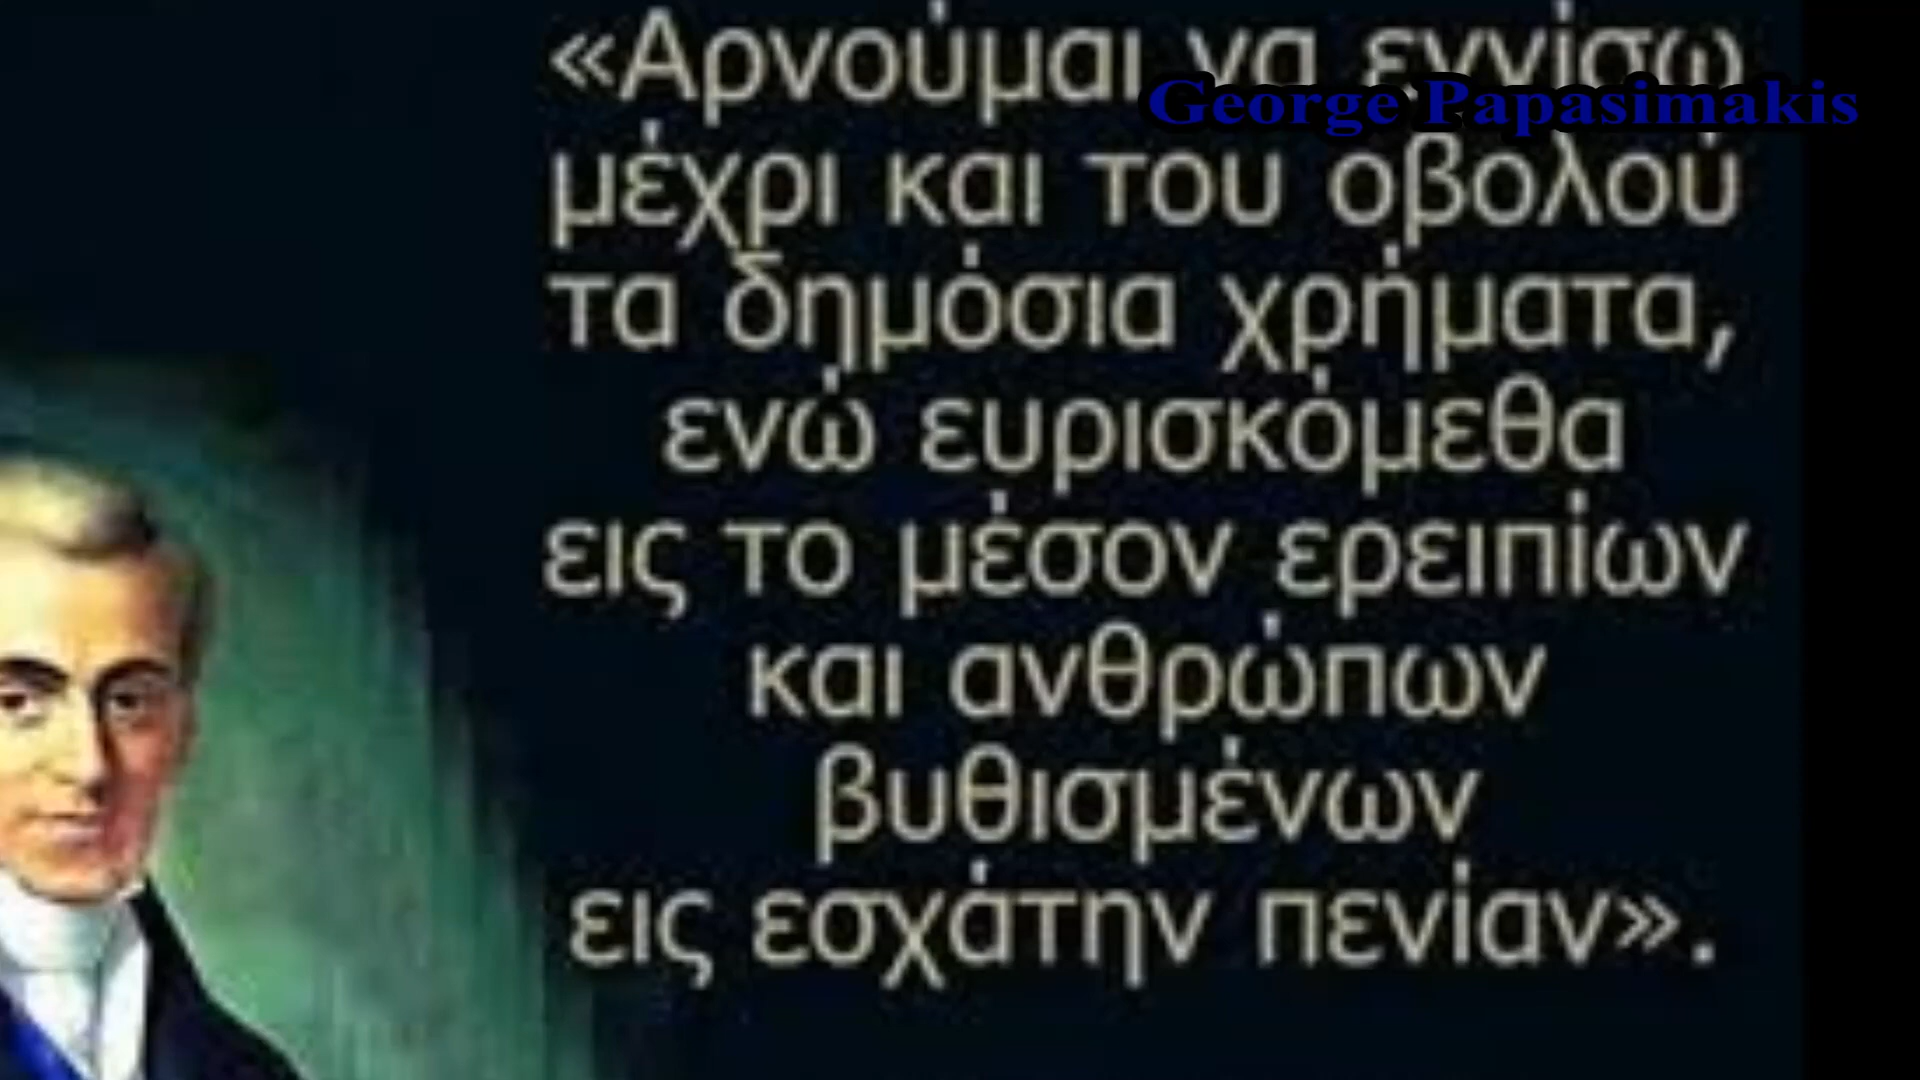 «Αρνούμαι να εγγίσω
George Papasimakis
μέχρι και του οβολού
τα δημόσια χρήματα,
ενώ ευρισκόμεθα
εις το μέσον ερειπίων
και ανθρώπων
βυθισμένων
εις εσχάτην πενίαν».